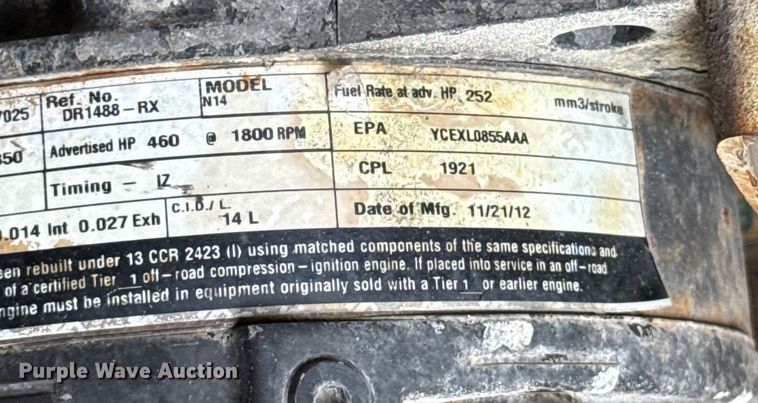 Ref. No.
DR1488-RX
MODEL
N14
Fuel Rate at adv. HP 252 mm3/stroke
Advertised HP 460 @ 1800 RPM
EPA YCEXL0855AAA
Timing - IZ
CPL 1921
.014 Int 0.027 Exh
C.I.D./L.
14 L
Date of Mfg. 11/21/12
een rebuilt under 13 CCR 2423 (l) using matched components of the same specifications and
of a certified Tier 1 off-road compression-ignition engine. If placed into service in an off-road
ngine must be installed in equipment originally sold with a Tier 1 or earlier engine.
Purple Wave Auction